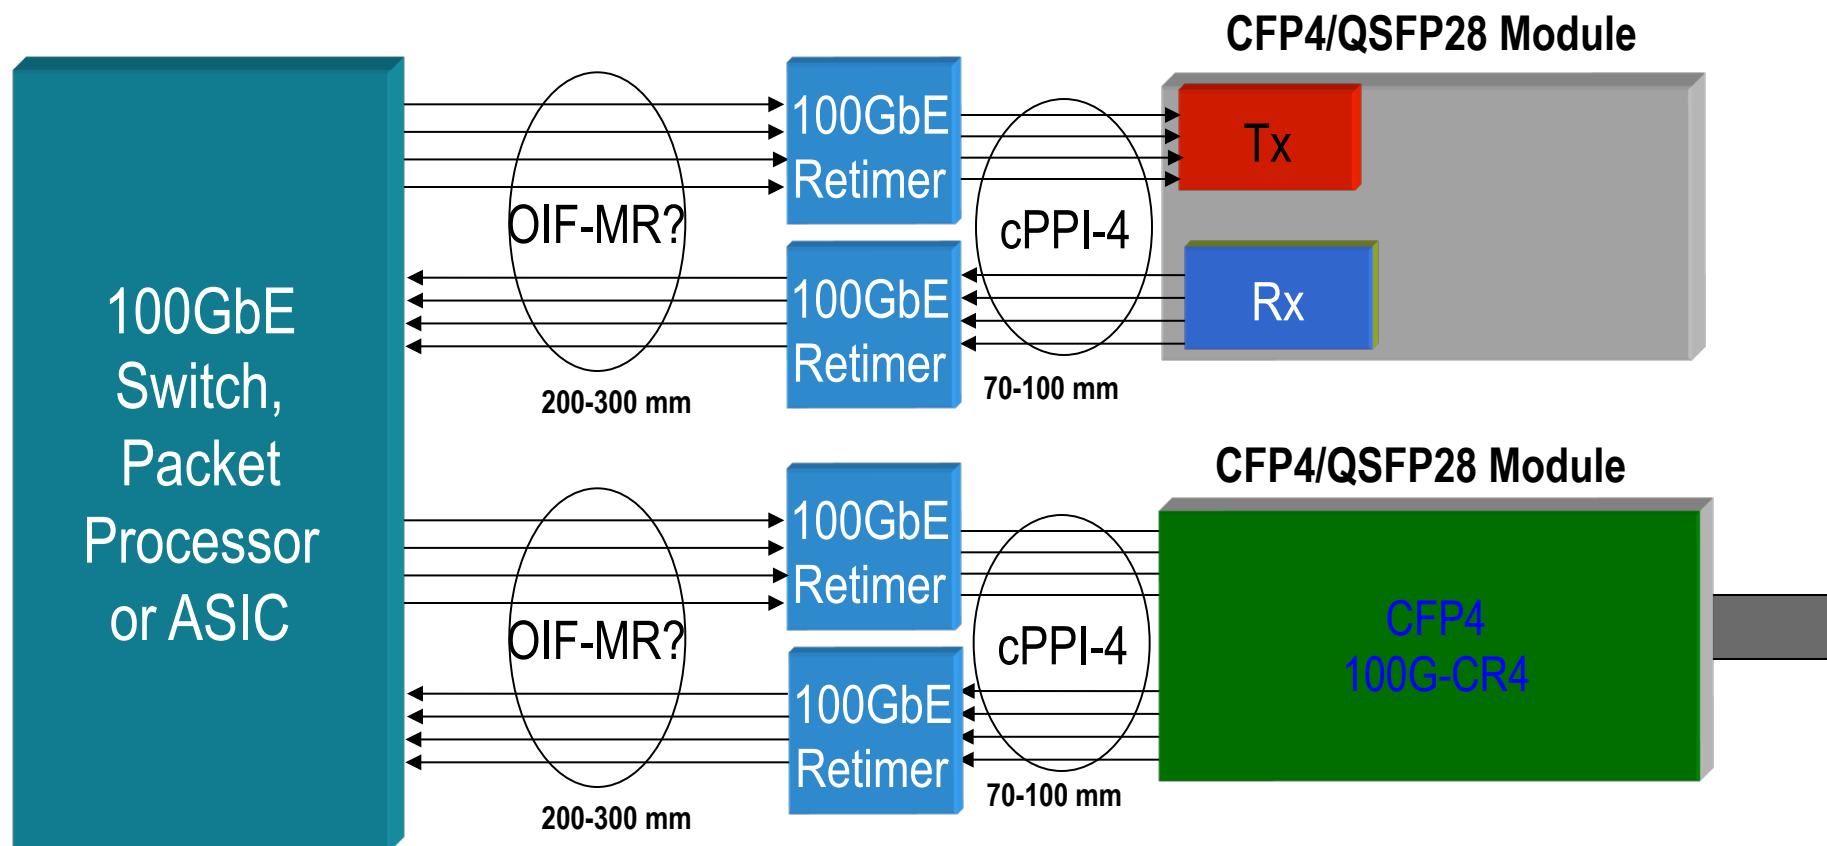 CFP4/QSFP28 Module
100GbE
Switch,
Packet
Processor
or ASIC
OIF-MR?
200-300 mm
100GbE
Retimer
100GbE
Retimer
cPPI-4
70-100 mm
Tx
Rx
CFP4/QSFP28 Module
OIF-MR?
200-300 mm
100GbE
Retimer
100GbE
Retimer
cPPI-4
70-100 mm
CFP4
100G-CR4